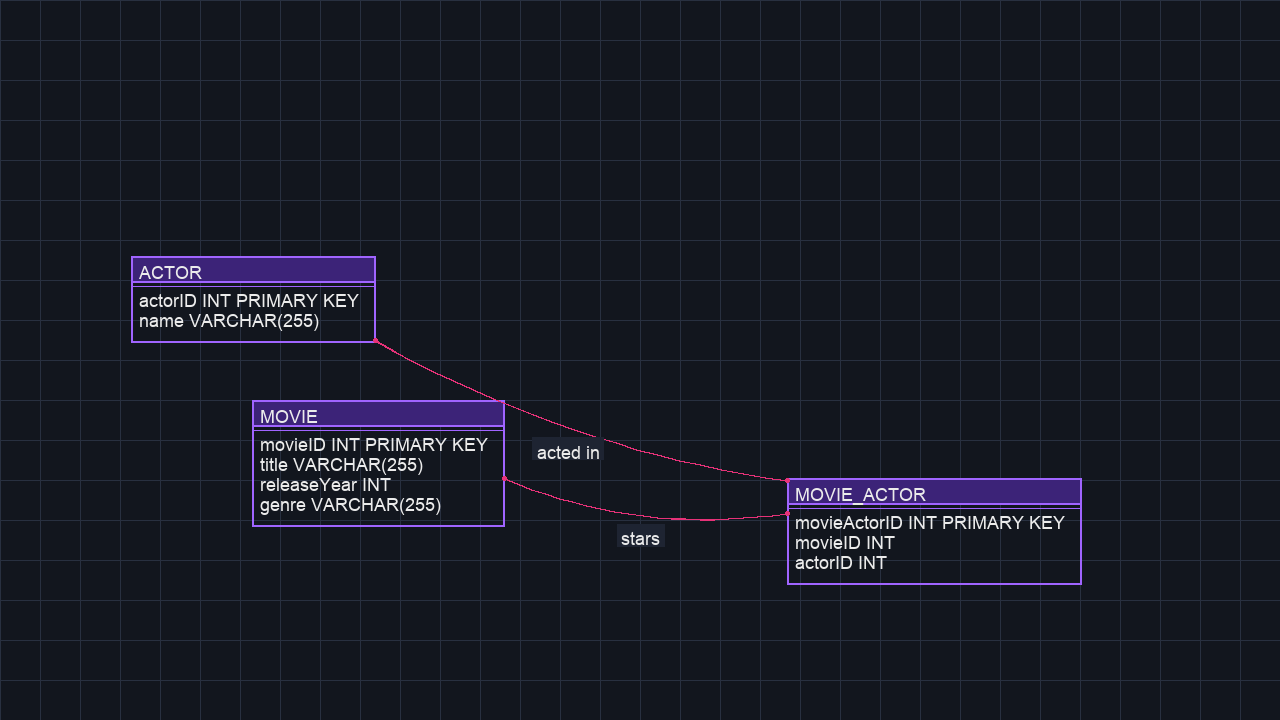 ACTOR
actorID INT PRIMARY KEY
name VARCHAR(255)
MOVIE
movieID INT PRIMARY KEY
title VARCHAR(255)
releaseYear INT
genre VARCHAR(255)
acted in
stars
MOVIE_ACTOR
movieActorID INT PRIMARY KEY
movieID INT
actorID INT